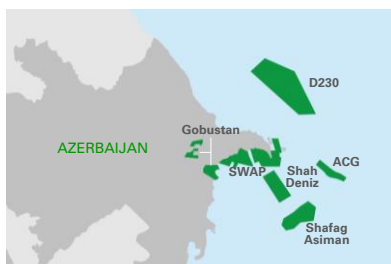 D230
Gobustan
AZERBAIJAN
SWAP
Shah
Deniz
ACG
Shafag
Asiman